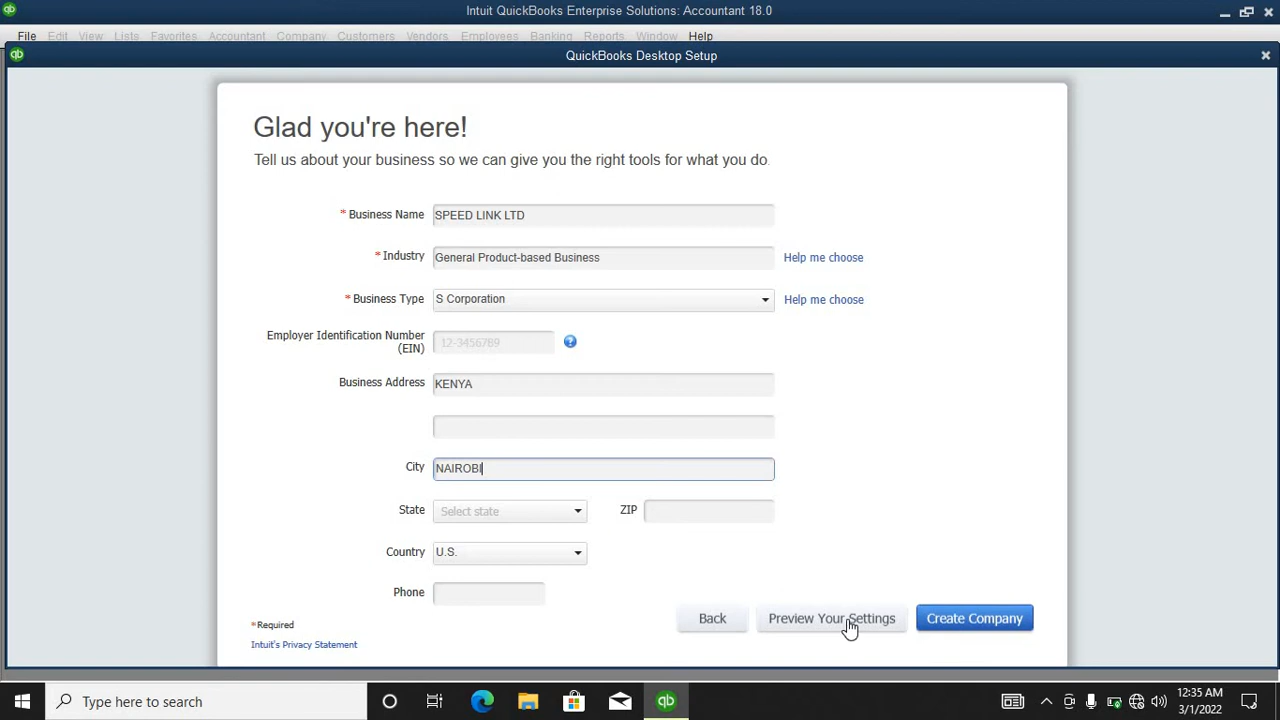 Intuit QuickBooks Enterprise Solutions: Accountant 18.0
File Edit View Lists Favorites Accountant Company Customers Vendors Employees Banking Reports Window Help
qb QuickBooks Desktop Setup
Glad you're here!
Tell us about your business so we can give you the right tools for what you do.
* Business Name SPEED LINK LTD
* Industry General Product-based Business Help me choose
* Business Type S Corporation Help me choose
Employer Identification Number
(EIN) 12-3456789 ?
Business Address KENYA
City NAIROBI
State Select state ZIP
Country U.S.
Phone
Back Preview Your Settings Create Company
*Required
Intuit's Privacy Statement
Type here to search qb 12:35 AM
3/1/2022